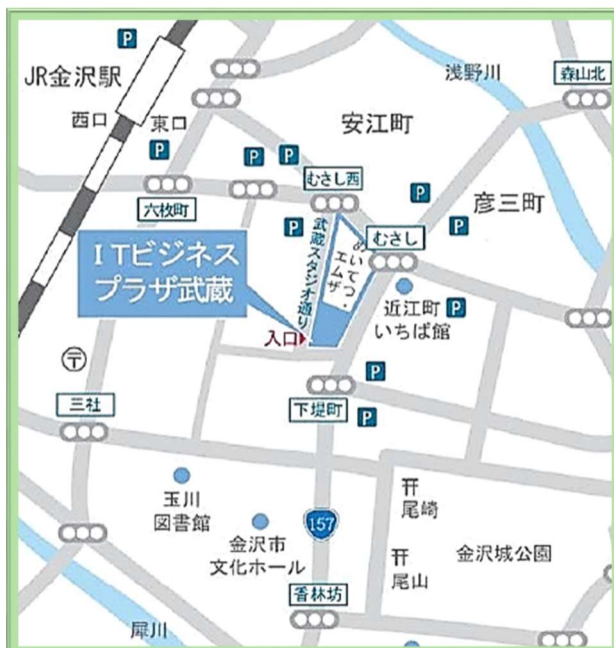 P
JR金沢駅
西口
東口
浅野川
森山北
安江町
P
P
P
むさし西
六枚町
P
P
彦三町
P
武蔵スタジオ通り
めいてつ・
エムザ
むさし
ITビジネス
プラザ武蔵
近江町
いちば館
P
入口
〒
P
下堤町
P
三社
玉川
図書館
金沢市
文化ホール
157
尾崎
尾山
金沢城公園
香林坊
犀川